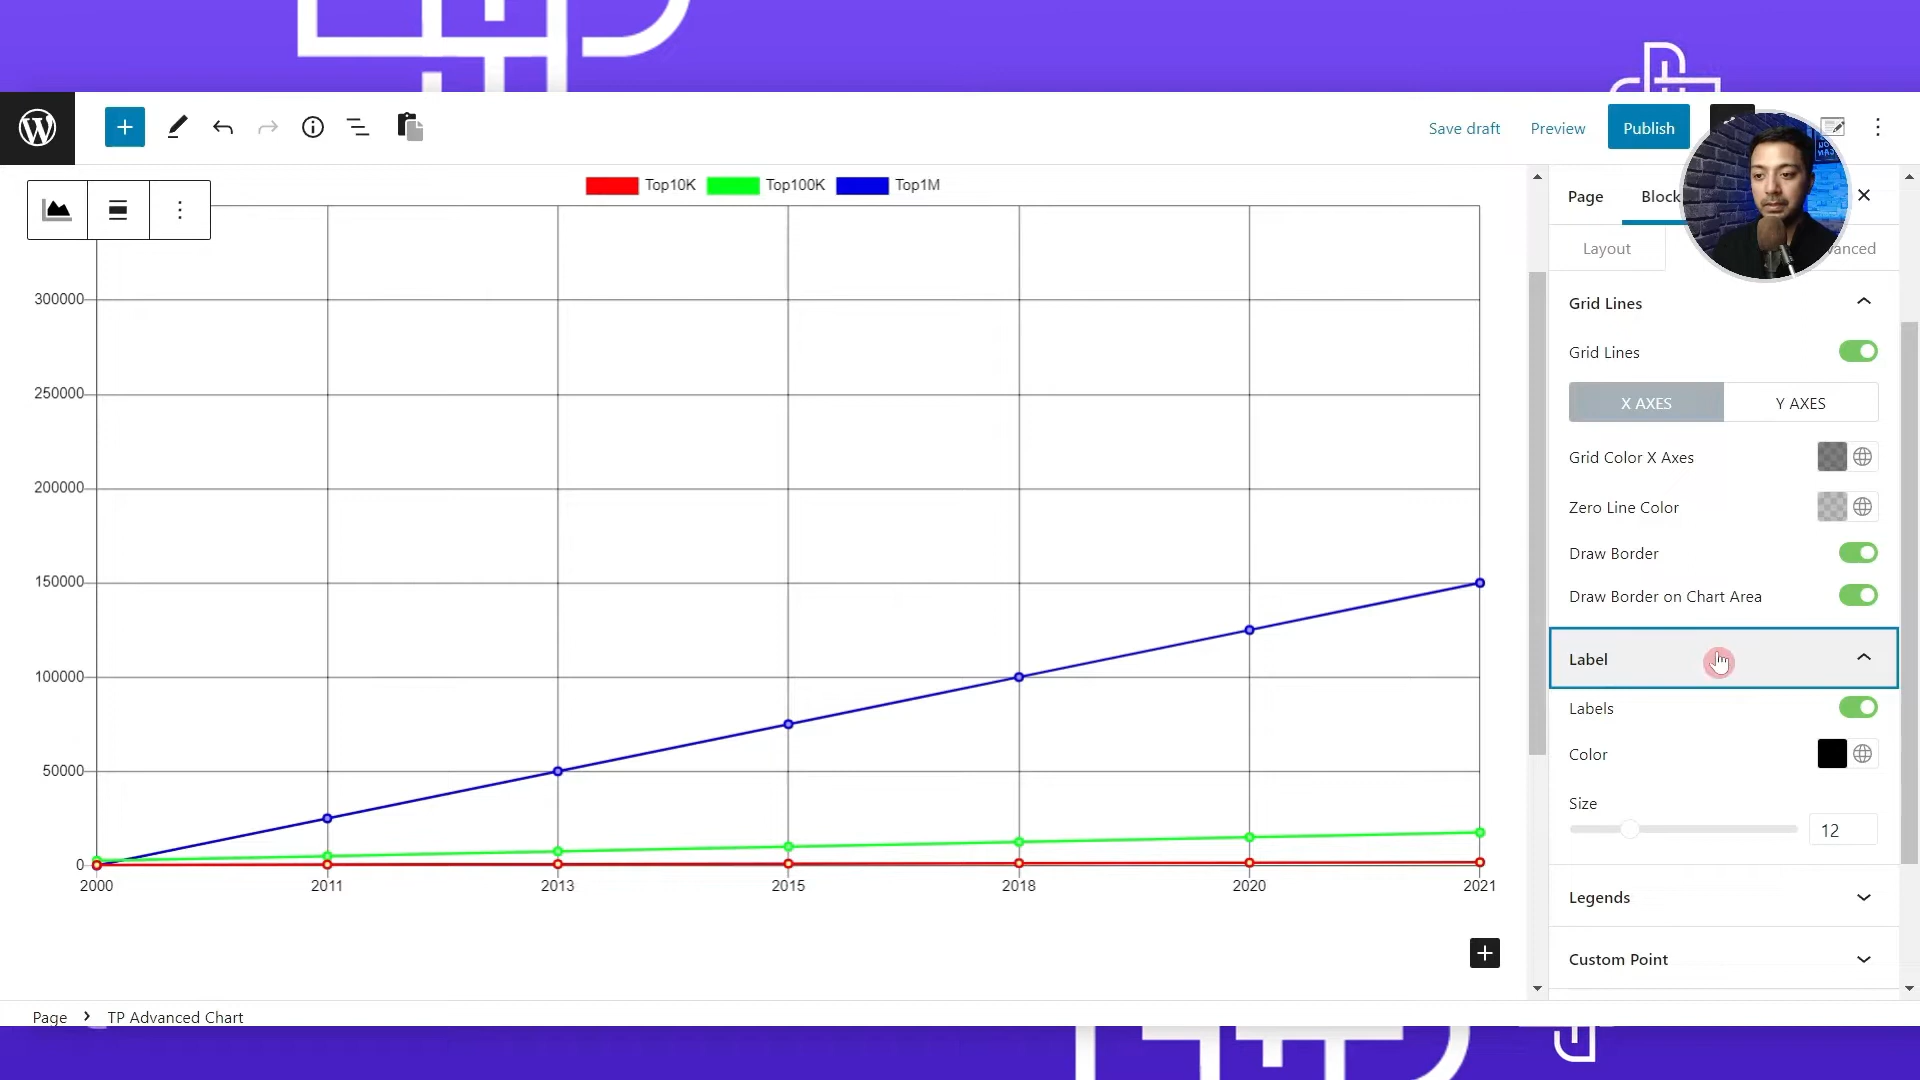 Save draft
Preview
Publish
Top10K
Top100K
Top1M
300000
250000
200000
150000
100000
50000
0
2000
2011
2013
2015
2018
2020
2021
Page
Block
Layout
Grid Lines
Grid Lines
X AXES
Y AXES
Grid Color X Axes
Zero Line Color
Draw Border
Draw Border on Chart Area
Label
Labels
Color
Size
12
Legends
Custom Point
Page
TP Advanced Chart